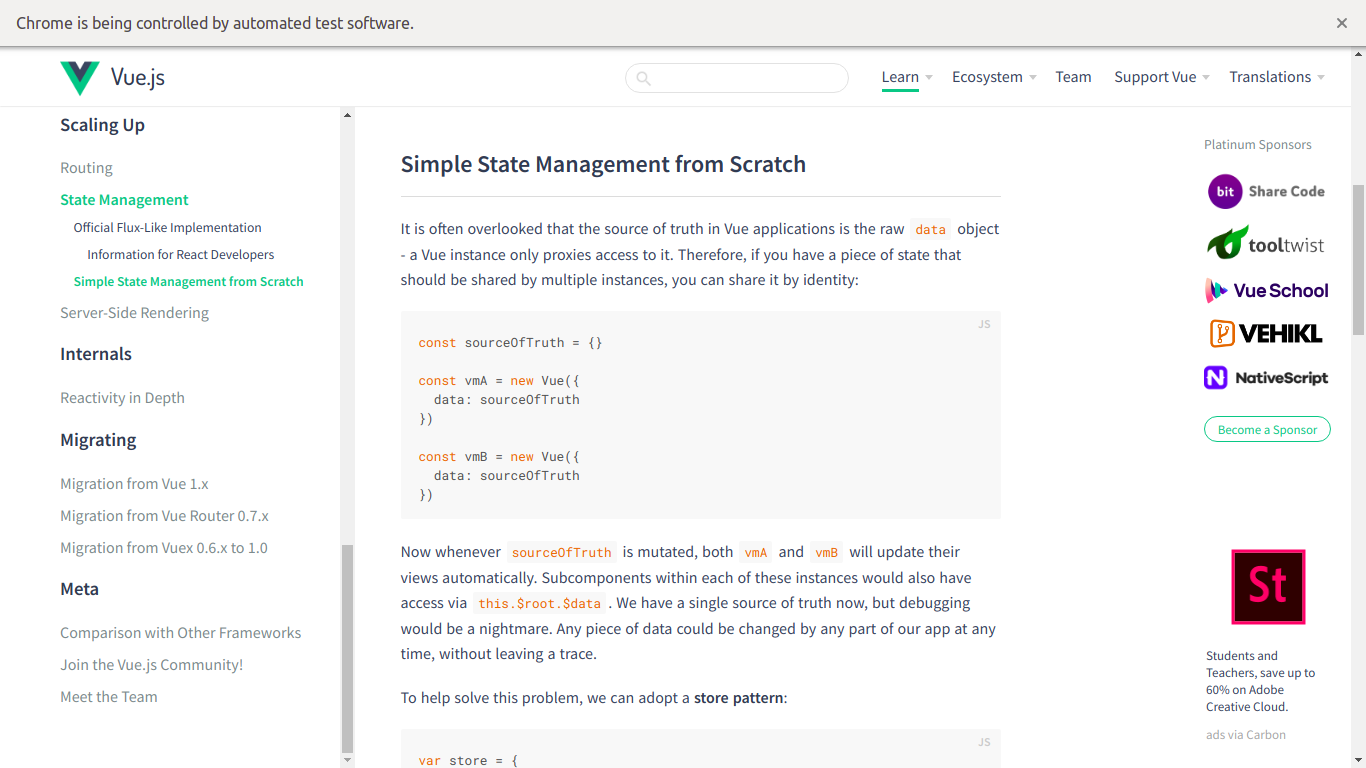 Chrome is being controlled by automated test software.
Vue.js
Learn
Ecosystem
Team
Support Vue
Translations
Scaling Up
Routing
State Management
Official Flux-Like Implementation
Information for React Developers
Simple State Management from Scratch
Server-Side Rendering
Internals
Reactivity in Depth
Migrating
Migration from Vue 1.x
Migration from Vue Router 0.7.x
Migration from Vuex 0.6.x to 1.0
Meta
Comparison with Other Frameworks
Join the Vue.js Community!
Meet the Team
Simple State Management from Scratch
It is often overlooked that the source of truth in Vue applications is the raw data object
- a Vue instance only proxies access to it. Therefore, if you have a piece of state that
should be shared by multiple instances, you can share it by identity:
JS
const sourceOfTruth = {}
const vmA = new Vue({
data: sourceOfTruth
})
const vmB = new Vue({
data: sourceOfTruth
})
Now whenever sourceOfTruth is mutated, both vmA and vmB will update their
views automatically. Subcomponents within each of these instances would also have
access via this.$root.$data . We have a single source of truth now, but debugging
would be a nightmare. Any piece of data could be changed by any part of our app at any
time, without leaving a trace.
To help solve this problem, we can adopt a store pattern:
JS
var store = {
Platinum Sponsors
bit Share Code
tooltwist
Vue School
VEHIKL
NativeScript
Become a Sponsor
St
Students and
Teachers, save up to
60% on Adobe
Creative Cloud.
ads via Carbon